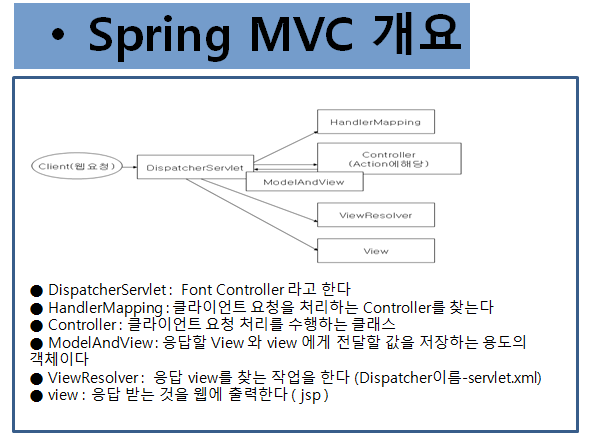 • Spring MVC 개요
HandlerMapping
Client(웹요청)
DispatcherServlet
Controller
(Action에해당)
ModelAndView
ViewResolver
View
● DispatcherServlet : Font Controller 라고 한다
● HandlerMapping : 클라이언트 요청을 처리하는 Controller를 찾는다
● Controller : 클라이언트 요청 처리를 수행하는 클래스
● ModelAndView : 응답할 View 와 view 에게 전달할 값을 저장하는 용도의
객체이다
● ViewResolver : 응답 view를 찾는 작업을 한다 (Dispatcher이름-servlet.xml)
● view : 응답 받는 것을 웹에 출력한다 ( jsp )